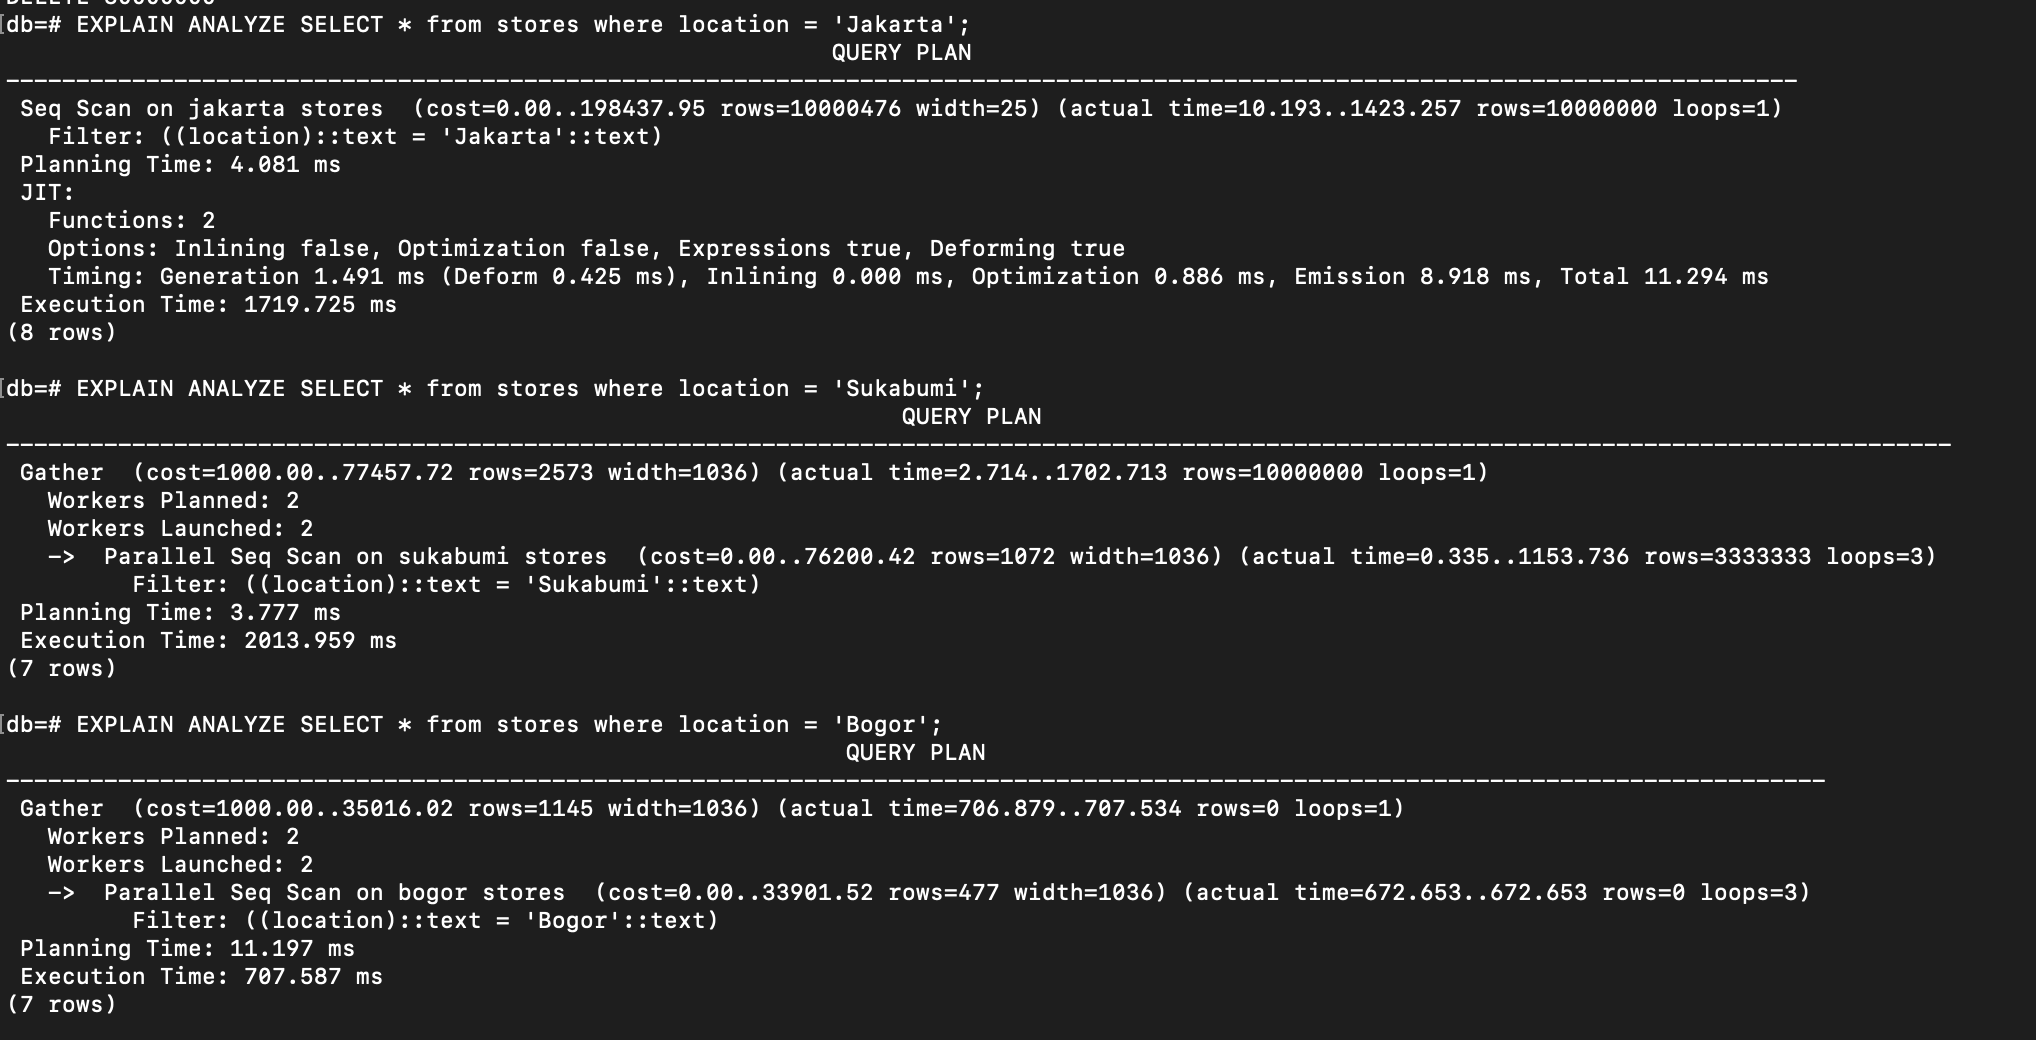 db=# EXPLAIN ANALYZE SELECT * from stores where location = 'Jakarta';
QUERY PLAN
--------------------------------------------------------------------------------------------------------------------------------
Seq Scan on jakarta stores  (cost=0.00..198437.95 rows=10000476 width=25) (actual time=10.193..1423.257 rows=10000000 loops=1)
Filter: ((location)::text = 'Jakarta'::text)
Planning Time: 4.081 ms
JIT:
Functions: 2
Options: Inlining false, Optimization false, Expressions true, Deforming true
Timing: Generation 1.491 ms (Deform 0.425 ms), Inlining 0.000 ms, Optimization 0.886 ms, Emission 8.918 ms, Total 11.294 ms
Execution Time: 1719.725 ms
(8 rows)
db=# EXPLAIN ANALYZE SELECT * from stores where location = 'Sukabumi';
QUERY PLAN
-------------------------------------------------------------------------------------------------------------------------------------------
Gather  (cost=1000.00..77457.72 rows=2573 width=1036) (actual time=2.714..1702.713 rows=10000000 loops=1)
Workers Planned: 2
Workers Launched: 2
->  Parallel Seq Scan on sukabumi stores  (cost=0.00..76200.42 rows=1072 width=1036) (actual time=0.335..1153.736 rows=3333333 loops=3)
Filter: ((location)::text = 'Sukabumi'::text)
Planning Time: 3.777 ms
Execution Time: 2013.959 ms
(7 rows)
db=# EXPLAIN ANALYZE SELECT * from stores where location = 'Bogor';
QUERY PLAN
----------------------------------------------------------------------------------------------------------------------------------
Gather  (cost=1000.00..35016.02 rows=1145 width=1036) (actual time=706.879..707.534 rows=0 loops=1)
Workers Planned: 2
Workers Launched: 2
->  Parallel Seq Scan on bogor stores  (cost=0.00..33901.52 rows=477 width=1036) (actual time=672.653..672.653 rows=0 loops=3)
Filter: ((location)::text = 'Bogor'::text)
Planning Time: 11.197 ms
Execution Time: 707.587 ms
(7 rows)